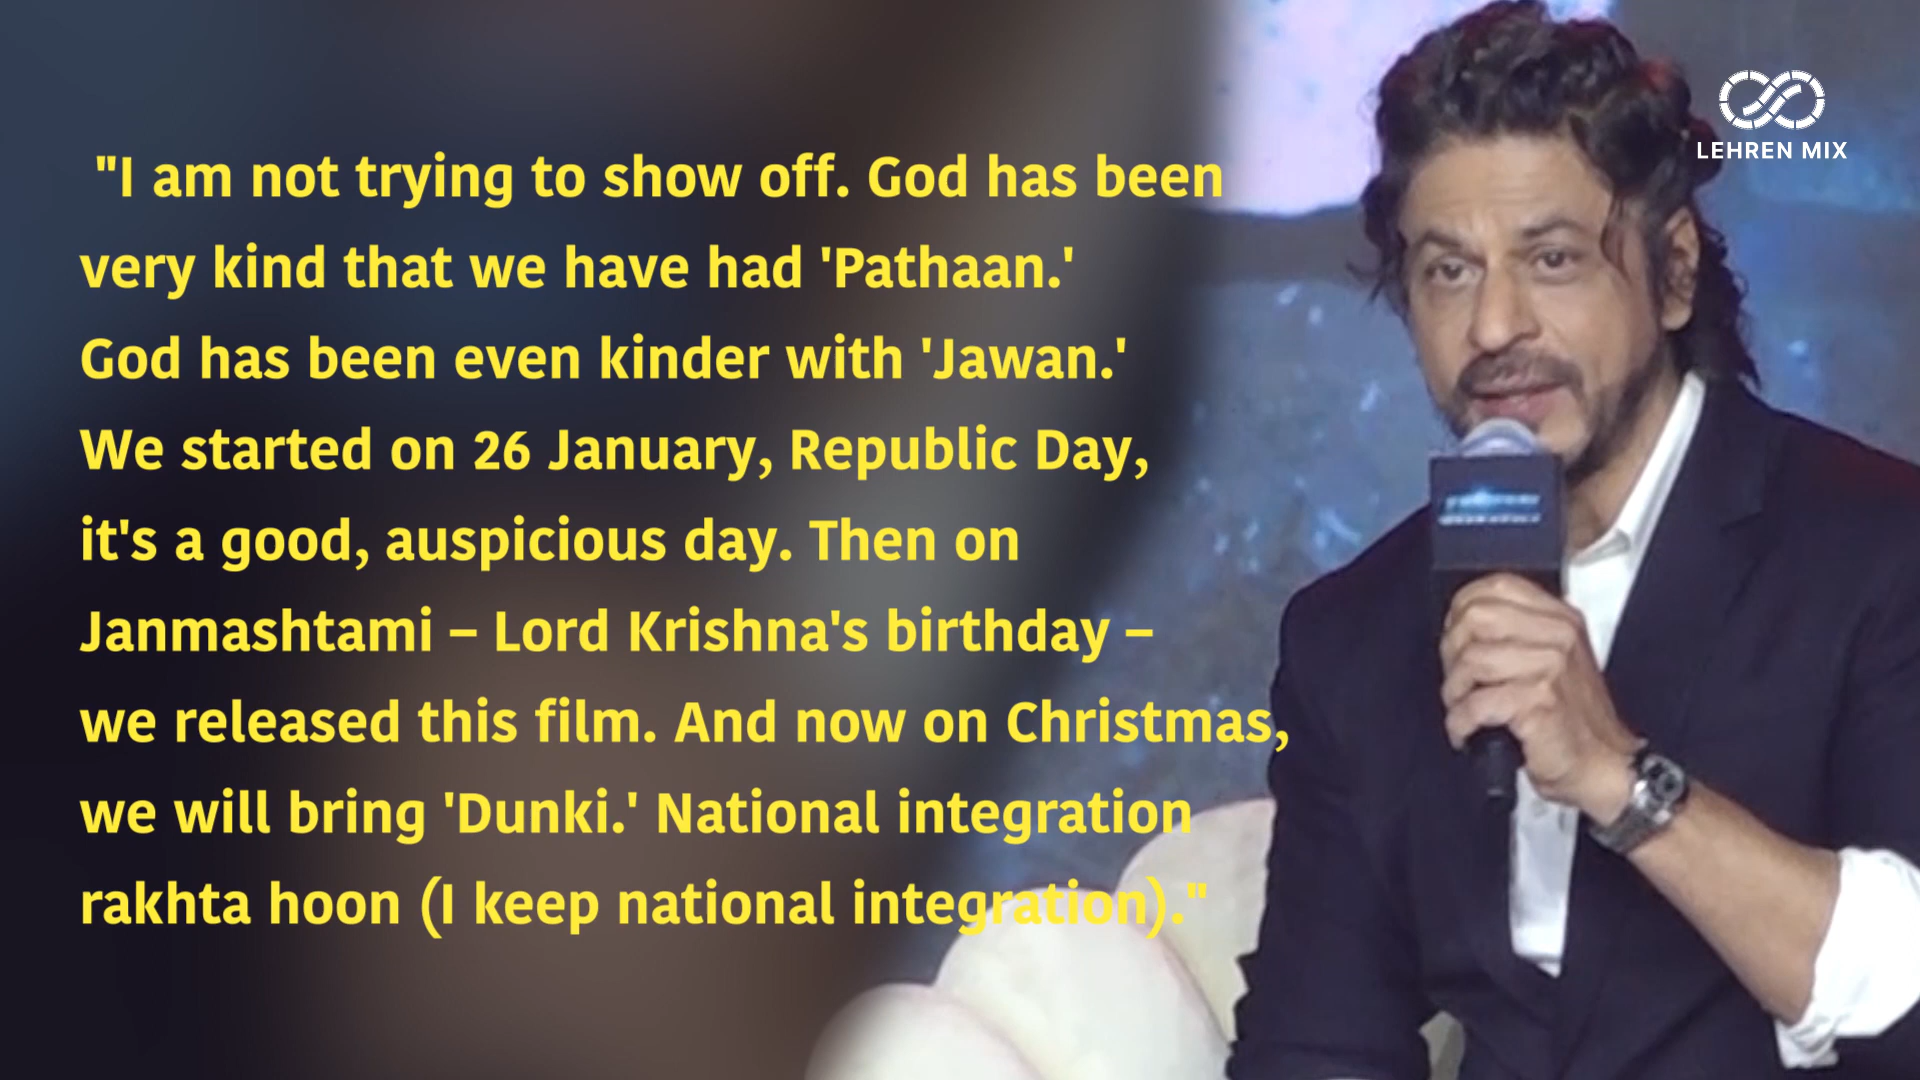 LEHREN MIX
"I am not trying to show off. God has been
very kind that we have had 'Pathaan.'
God has been even kinder with 'Jawan.'
We started on 26 January, Republic Day,
it's a good, auspicious day. Then on
Janmashtami – Lord Krishna's birthday –
we released this film. And now on Christmas,
we will bring 'Dunki.' National integration
rakhta hoon (I keep national integration)."